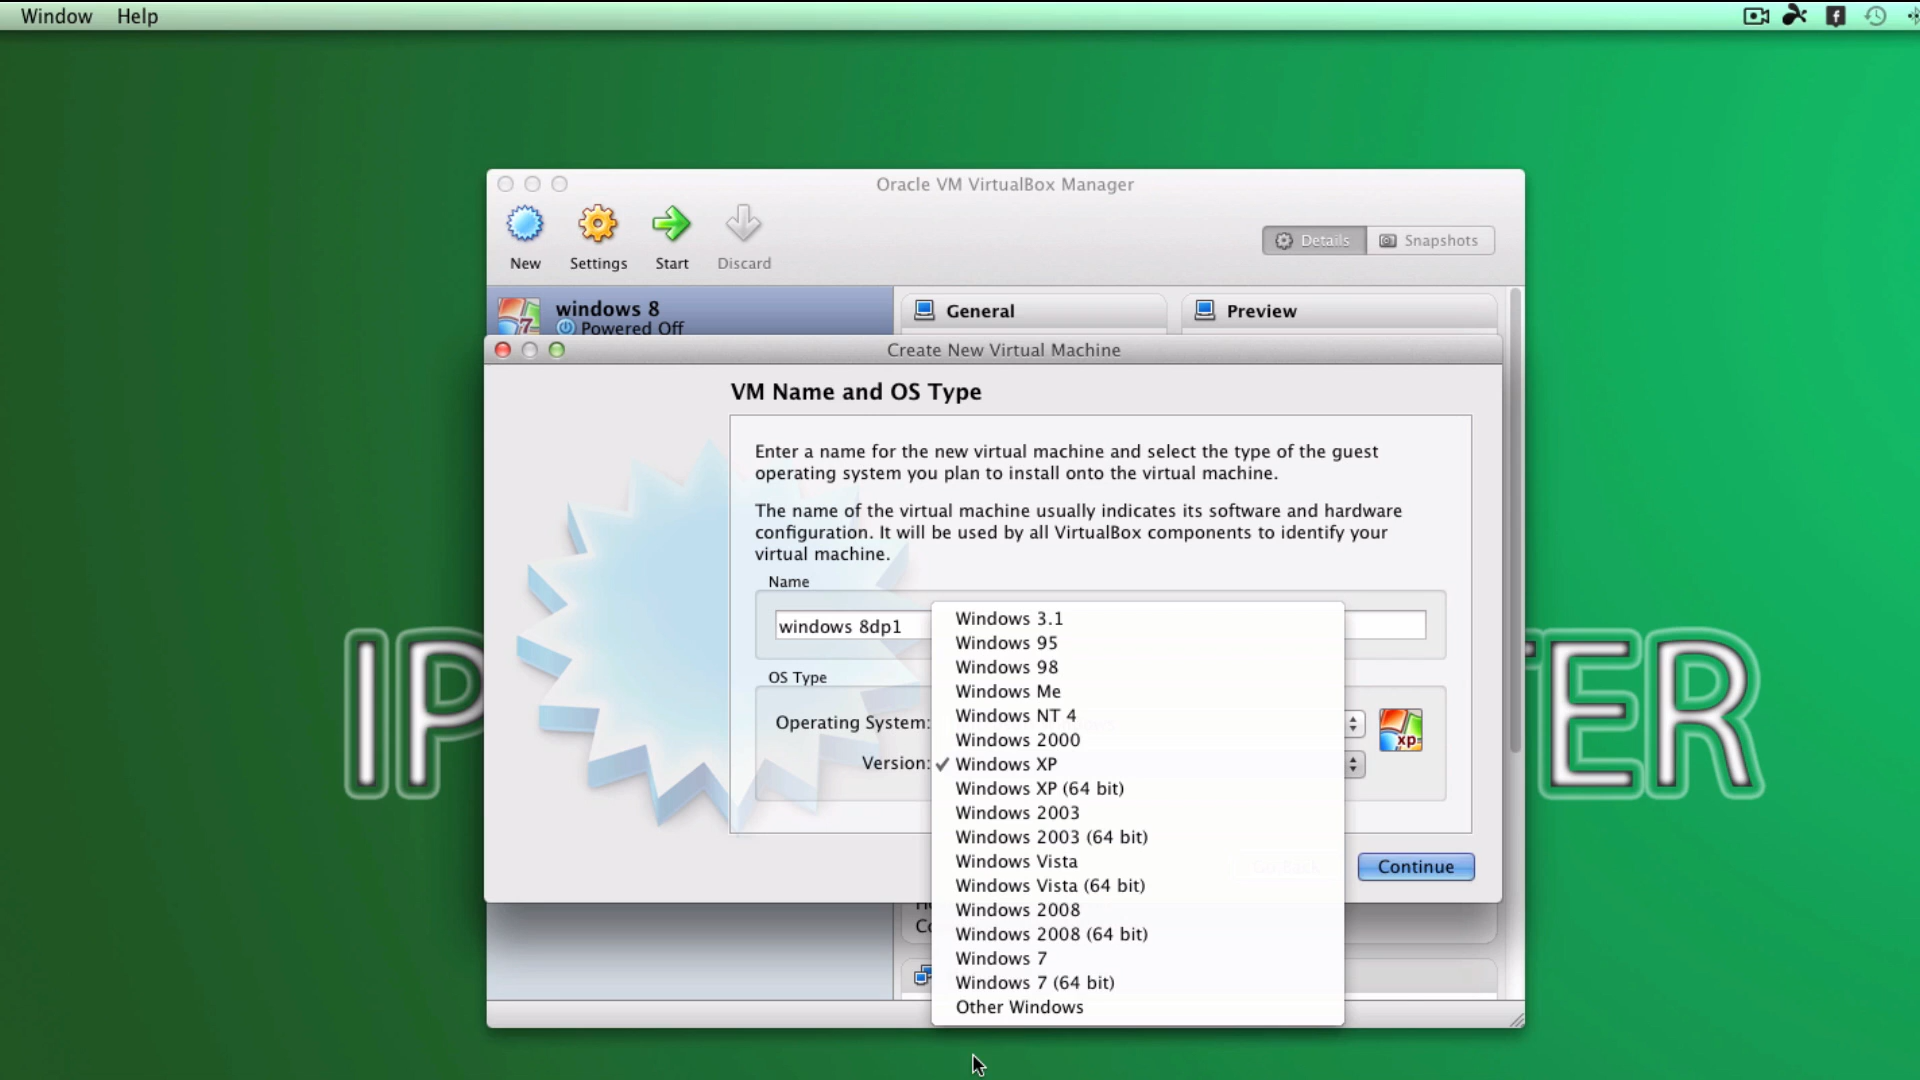 Window Help
Oracle VM VirtualBox Manager
New Settings Start Discard
Details Snapshots
windows 8
Powered Off
General
Preview
Create New Virtual Machine
VM Name and OS Type
Enter a name for the new virtual machine and select the type of the guest
operating system you plan to install onto the virtual machine.
The name of the virtual machine usually indicates its software and hardware
configuration. It will be used by all VirtualBox components to identify your
virtual machine.
Name
windows 8dp1
OS Type
Operating System:
Version:
xp
Windows 3.1
Windows 95
Windows 98
Windows Me
Windows NT 4
Windows 2000
✓ Windows XP
Windows XP (64 bit)
Windows 2003
Windows 2003 (64 bit)
Windows Vista
Windows Vista (64 bit)
Windows 2008
Windows 2008 (64 bit)
Windows 7
Windows 7 (64 bit)
Other Windows
Continue